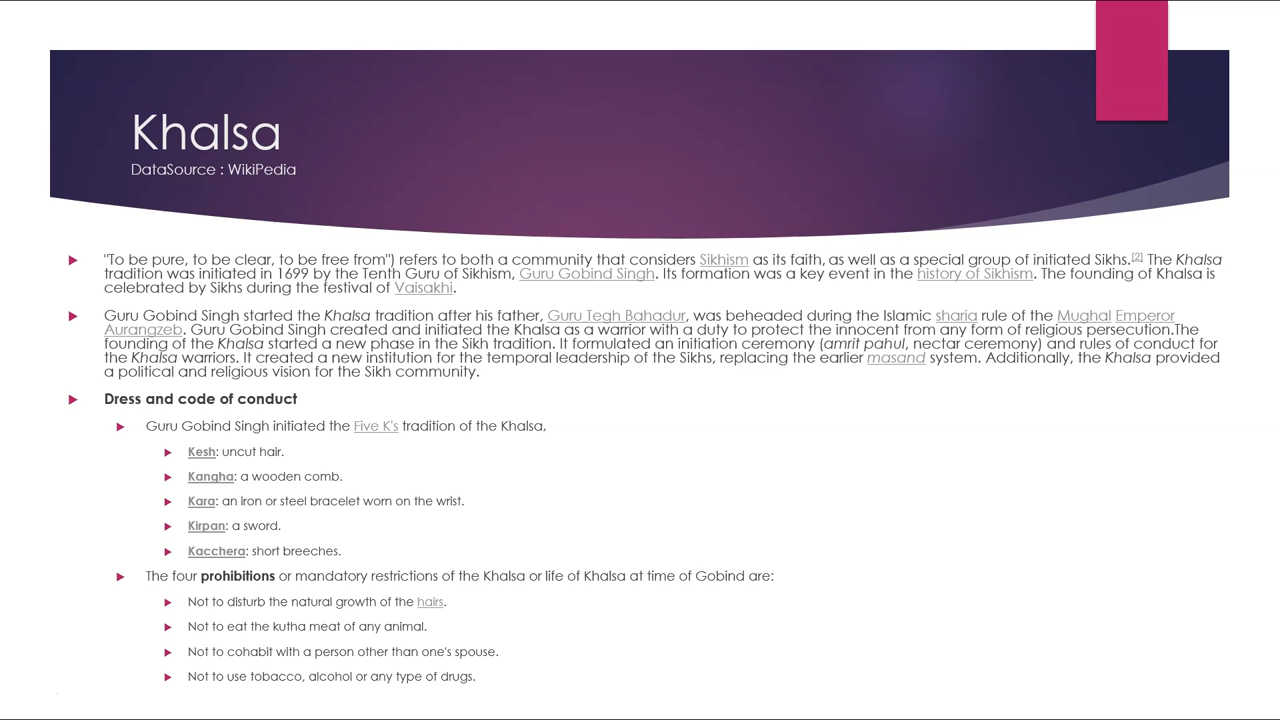 Khalsa
DataSource : WikiPedia
"To be pure, to be clear, to be free from") refers to both a community that considers Sikhism as its faith, as well as a special group of initiated Sikhs.[2] The Khalsa
tradition was initiated in 1699 by the Tenth Guru of Sikhism, Guru Gobind Singh. Its formation was a key event in the history of Sikhism. The founding of Khalsa is
celebrated by Sikhs during the festival of Vaisakhi.
Guru Gobind Singh started the Khalsa tradition after his father, Guru Tegh Bahadur, was beheaded during the Islamic sharia rule of the Mughal Emperor
Aurangzeb. Guru Gobind Singh created and initiated the Khalsa as a warrior with a duty to protect the innocent from any form of religious persecution.The
founding of the Khalsa started a new phase in the Sikh tradition. It formulated an initiation ceremony (amrit pahul, nectar ceremony) and rules of conduct for
the Khalsa warriors. It created a new institution for the temporal leadership of the Sikhs, replacing the earlier masand system. Additionally, the Khalsa provided
a political and religious vision for the Sikh community.
Dress and code of conduct
Guru Gobind Singh initiated the Five K's tradition of the Khalsa,
Kesh: uncut hair.
Kangha: a wooden comb.
Kara: an iron or steel bracelet worn on the wrist.
Kirpan: a sword.
Kacchera: short breeches.
The four prohibitions or mandatory restrictions of the Khalsa or life of Khalsa at time of Gobind are:
Not to disturb the natural growth of the hairs.
Not to eat the kutha meat of any animal.
Not to cohabit with a person other than one's spouse.
Not to use tobacco, alcohol or any type of drugs.